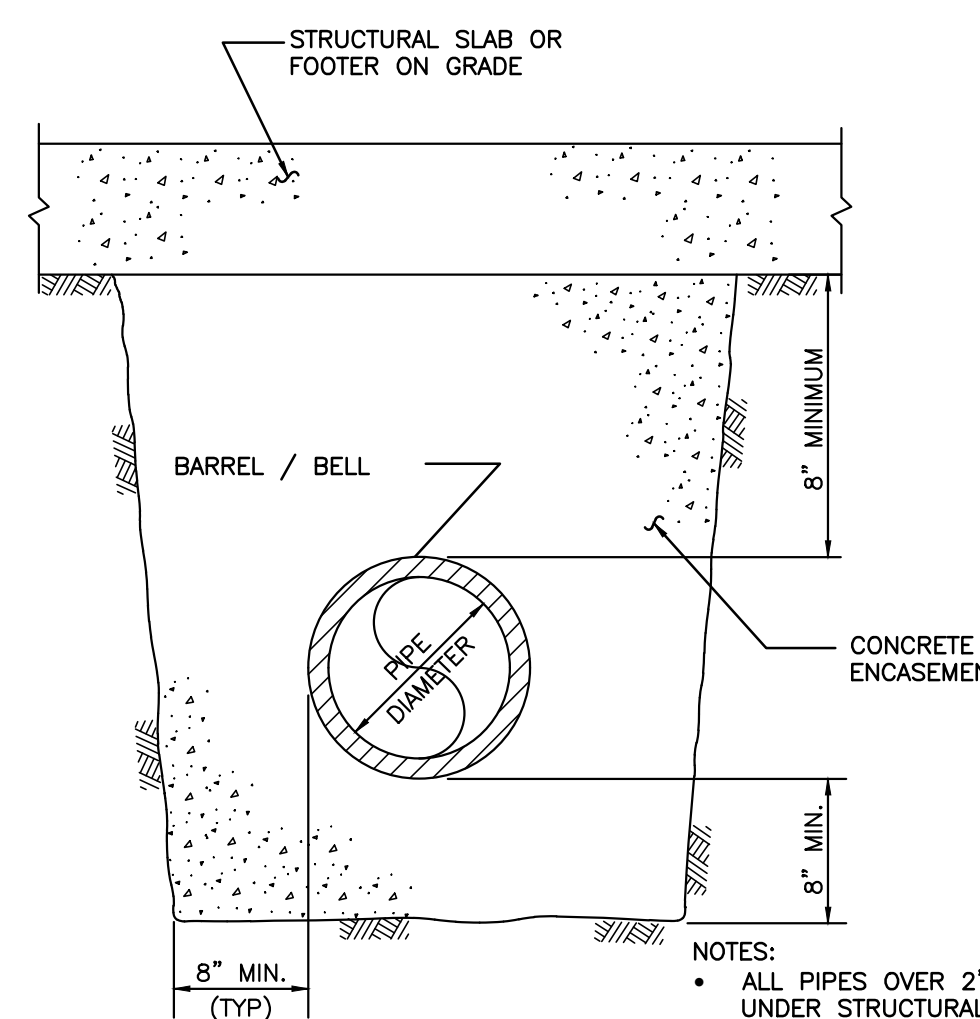 STRUCTURAL SLAB OR
FOOTER ON GRADE
8" MINIMUM
BARREL / BELL
PIPE
DIAMETER
CONCRETE
8" MIN.
8" MIN.
(TYP)
NOTES:
• ALL PIPES OVER 2"
UNDER STRUCTURAL